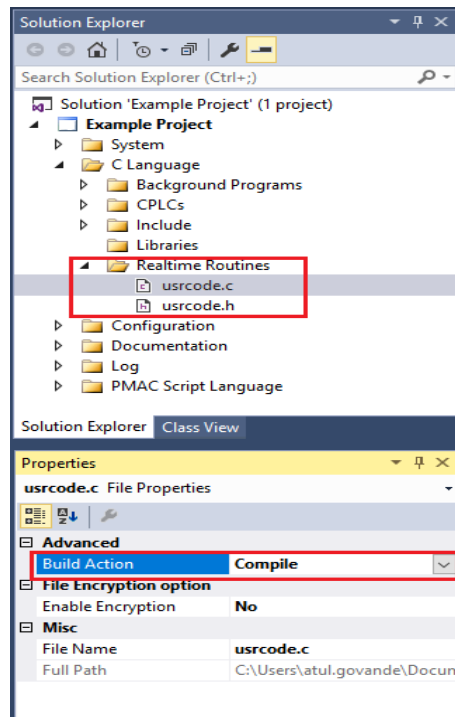 Solution Explorer
Search Solution Explorer (Ctrl+;)
Solution 'Example Project' (1 project)
Example Project
System
C Language
Background Programs
CPLCs
Include
Libraries
Realtime Routines
usrcode.c
usrcode.h
Configuration
Documentation
Log
PMAC Script Language
Solution Explorer Class View
Properties
usrcode.c File Properties
Advanced
Build Action Compile
File Encryption option
Enable Encryption No
Misc
File Name usrcode.c
Full Path C:\Users\atul.govande\Docun